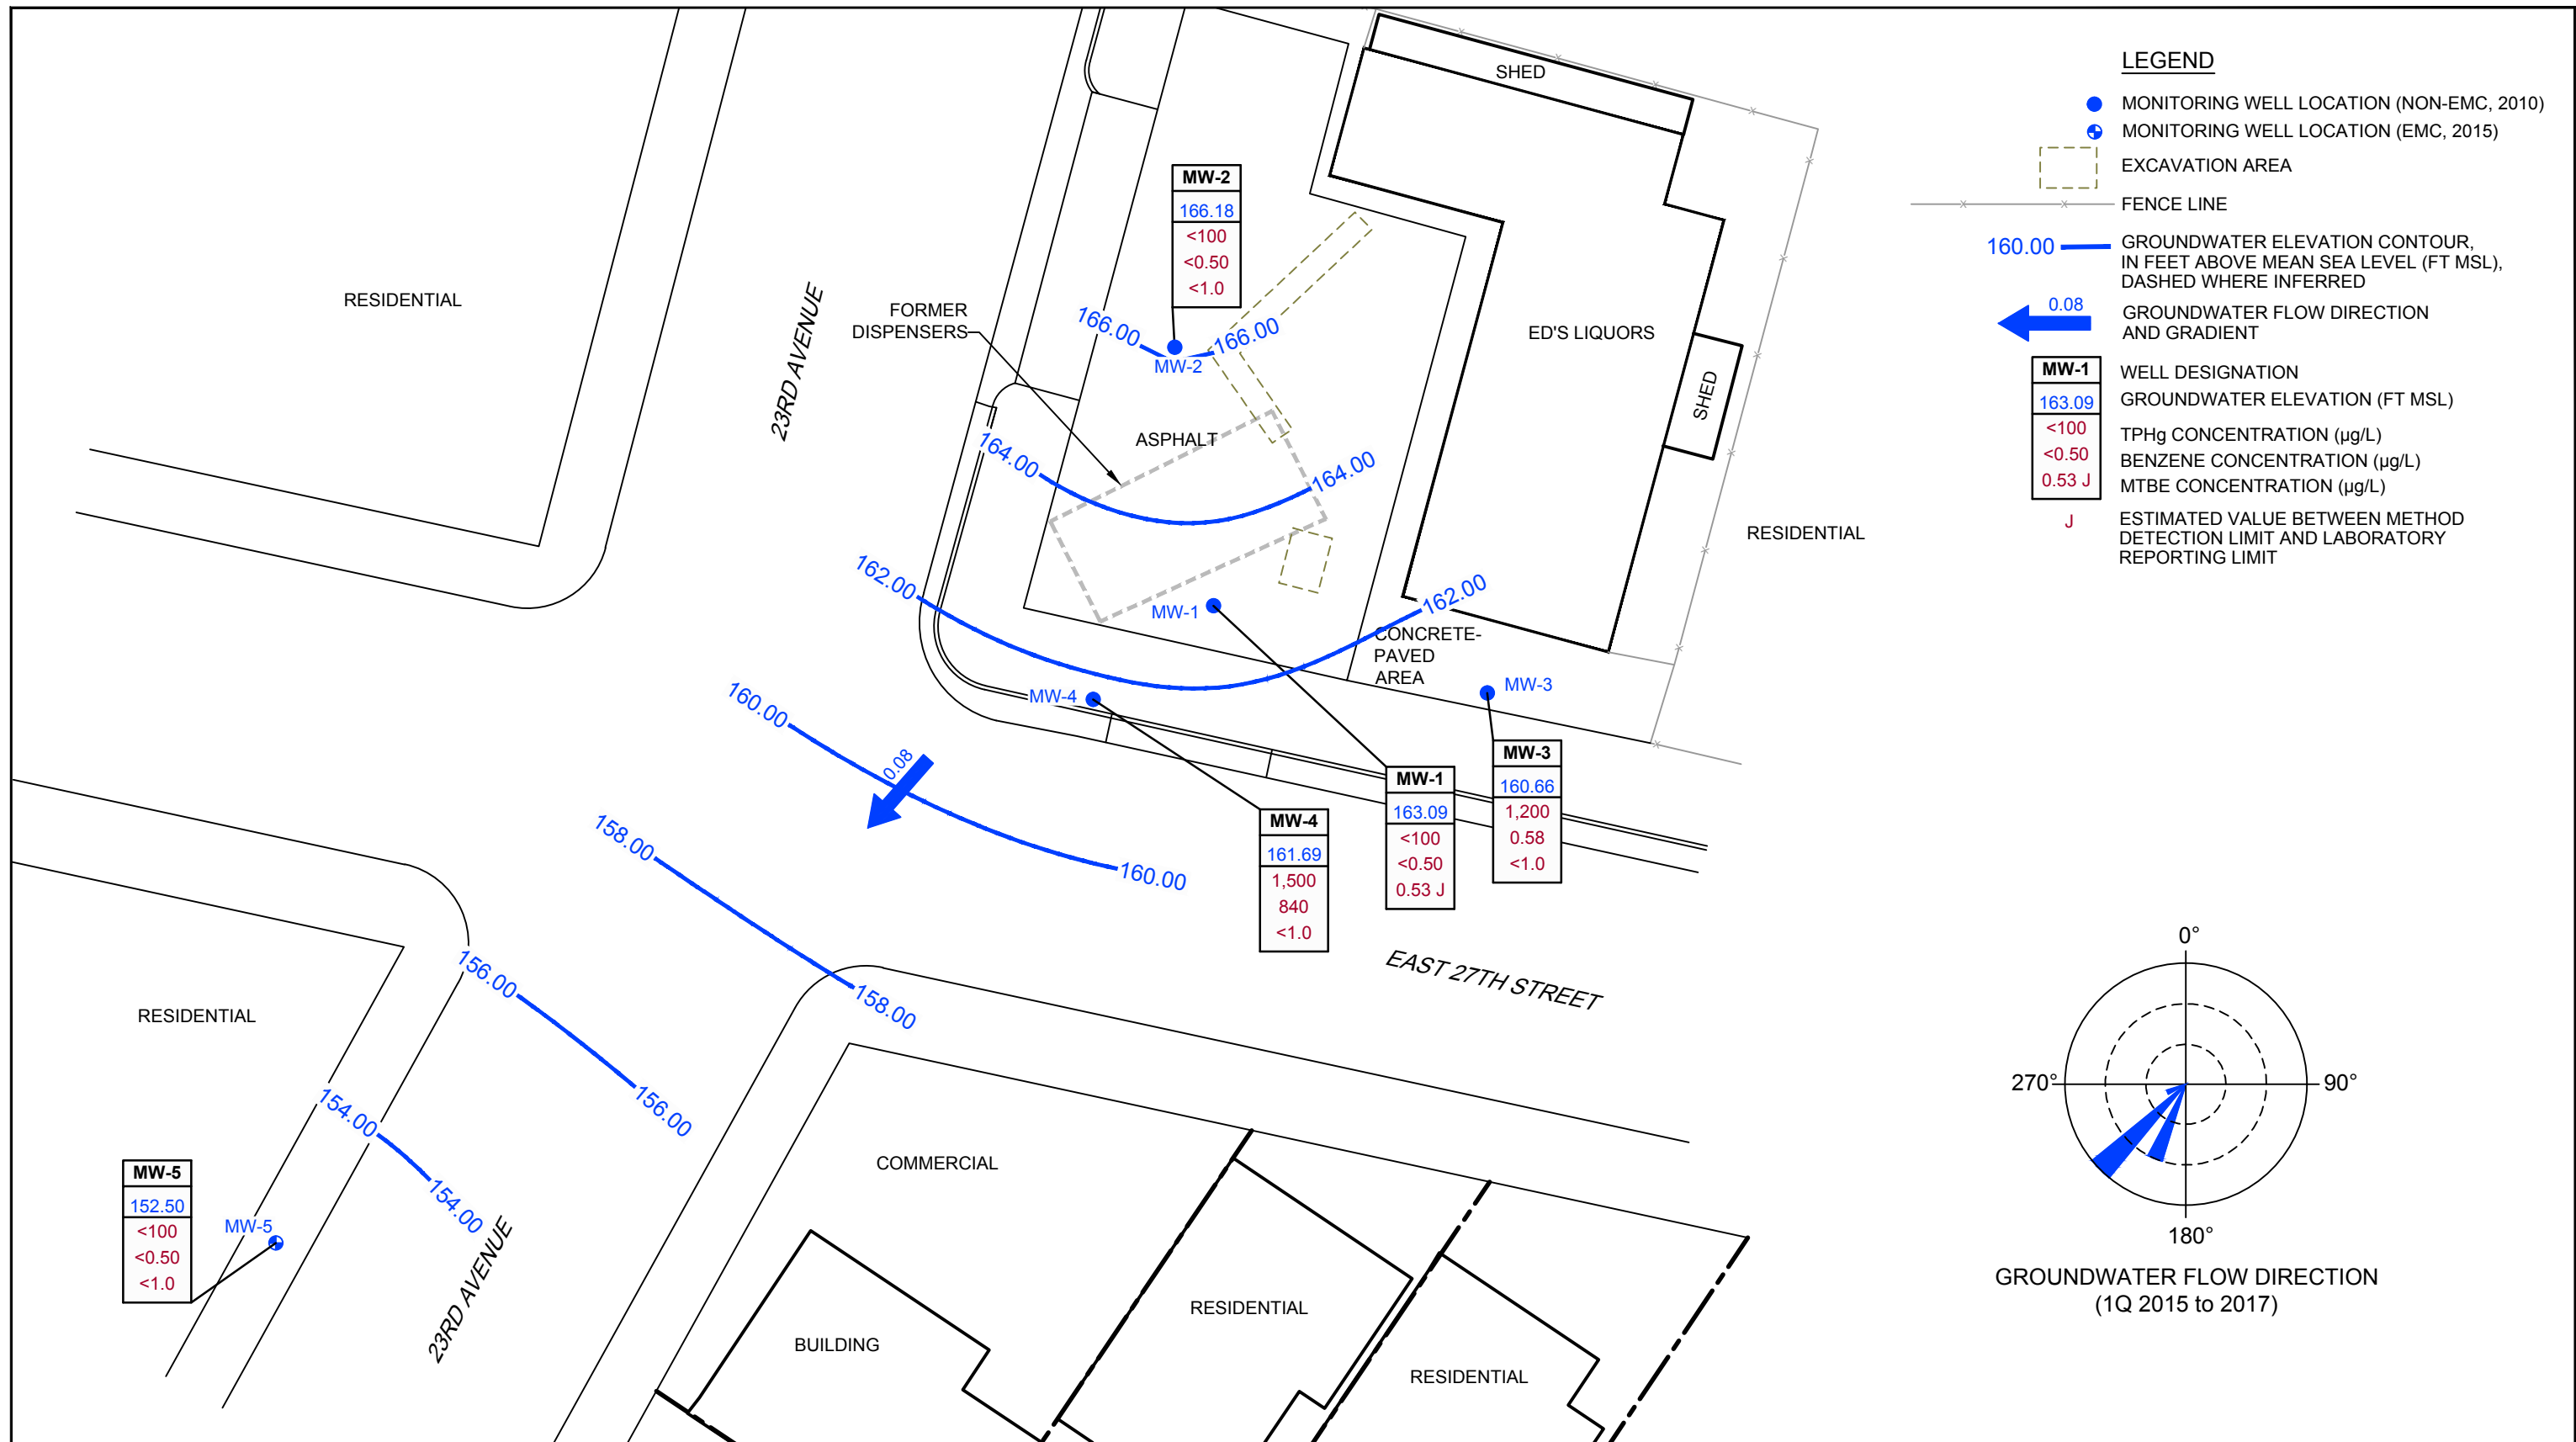 SHED
LEGEND
MONITORING WELL LOCATION (NON-EMC, 2010)
MONITORING WELL LOCATION (EMC, 2015)
EXCAVATION AREA
FENCE LINE
160.00
GROUNDWATER ELEVATION CONTOUR,
IN FEET ABOVE MEAN SEA LEVEL (FT MSL),
DASHED WHERE INFERRED
0.08
GROUNDWATER FLOW DIRECTION
AND GRADIENT
MW-1
WELL DESIGNATION
163.09
GROUNDWATER ELEVATION (FT MSL)
<100
TPHg CONCENTRATION (µg/L)
<0.50
BENZENE CONCENTRATION (µg/L)
0.53 J
MTBE CONCENTRATION (µg/L)
J
ESTIMATED VALUE BETWEEN METHOD
DETECTION LIMIT AND LABORATORY
REPORTING LIMIT
MW-2
166.18
<100
<0.50
<1.0
RESIDENTIAL
23RD AVENUE
FORMER
DISPENSERS
166.00
166.00
MW-2
ED'S LIQUORS
SHED
ASPHALT
164.00
164.00
RESIDENTIAL
162.00
162.00
MW-1
CONCRETE-
PAVED
AREA
MW-4
MW-3
160.00
0.08
160.00
MW-3
160.66
1,200
0.58
<1.0
MW-1
163.09
<100
<0.50
0.53 J
MW-4
161.69
1,500
840
<1.0
158.00
158.00
EAST 27TH STREET
156.00
156.00
RESIDENTIAL
154.00
154.00
MW-5
152.50
<100
<0.50
<1.0
MW-5
23RD AVENUE
COMMERCIAL
BUILDING
RESIDENTIAL
RESIDENTIAL
0°
270°
90°
180°
GROUNDWATER FLOW DIRECTION
(1Q 2015 to 2017)